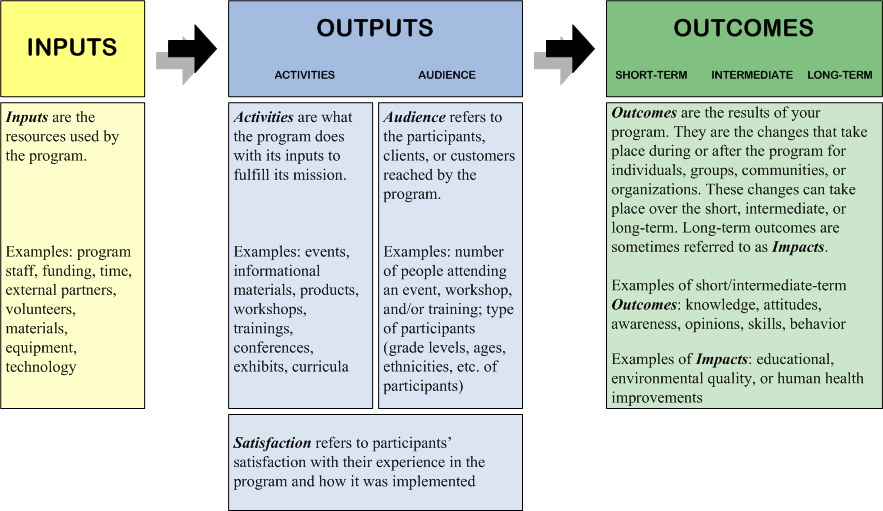 INPUTS
OUTPUTS
ACTIVITIES
AUDIENCE
OUTCOMES
SHORT-TERM
INTERMEDIATE
LONG-TERM
Inputs are the
resources used by
the program.
Examples: program
staff, funding, time,
external partners,
volunteers,
materials,
equipment,
technology
Activities are what
the program does
with its inputs to
fulfill its mission.
Examples: events,
informational
materials, products,
workshops,
trainings,
conferences,
exhibits, curricula
Audience refers to
the participants,
clients, or customers
reached by the
program.
Examples: number
of people attending
an event, workshop,
and/or training; type
of participants
(grade levels, ages,
ethnicities, etc. of
participants)
Satisfaction refers to participants’
satisfaction with their experience in the
program and how it was implemented
Outcomes are the results of your
program. They are the changes that take
place during or after the program for
individuals, groups, communities, or
organizations. These changes can take
place over the short, intermediate, or
long-term. Long-term outcomes are
sometimes referred to as Impacts.
Examples of short/intermediate-term
Outcomes: knowledge, attitudes,
awareness, opinions, skills, behavior
Examples of Impacts: educational,
environmental quality, or human health
improvements